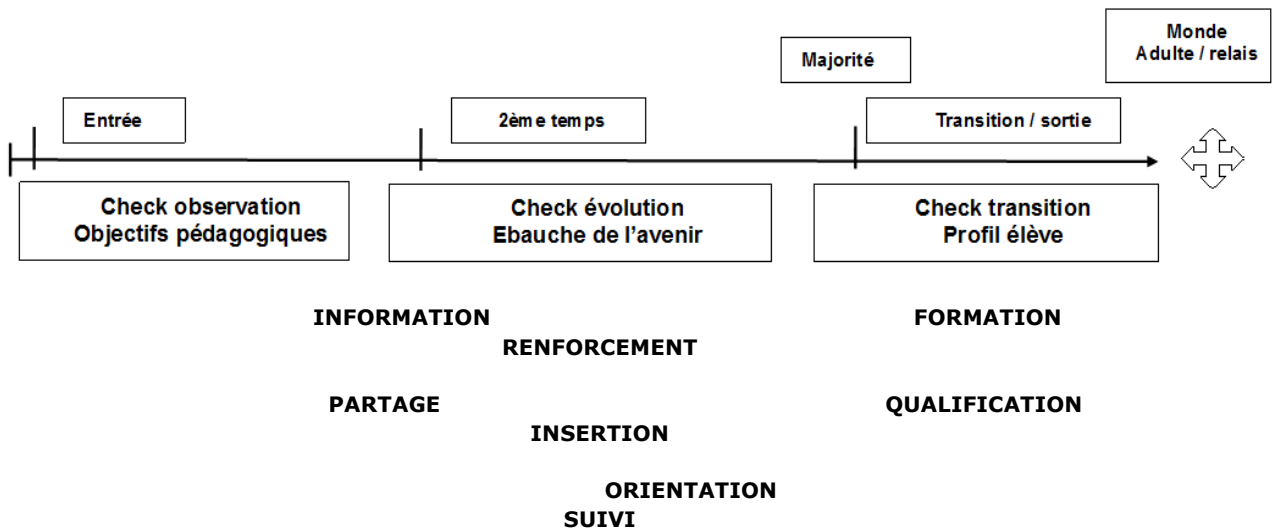 Monde
Adulte / relais
Majorité
Entrée
2ème temps
Transition / sortie
Check observation
Objectifs pédagogiques
Check évolution
Ebauche de l'avenir
Check transition
Profil élève
INFORMATION
FORMATION
RENFORCEMENT
PARTAGE
QUALIFICATION
INSERTION
ORIENTATION
SUIVI